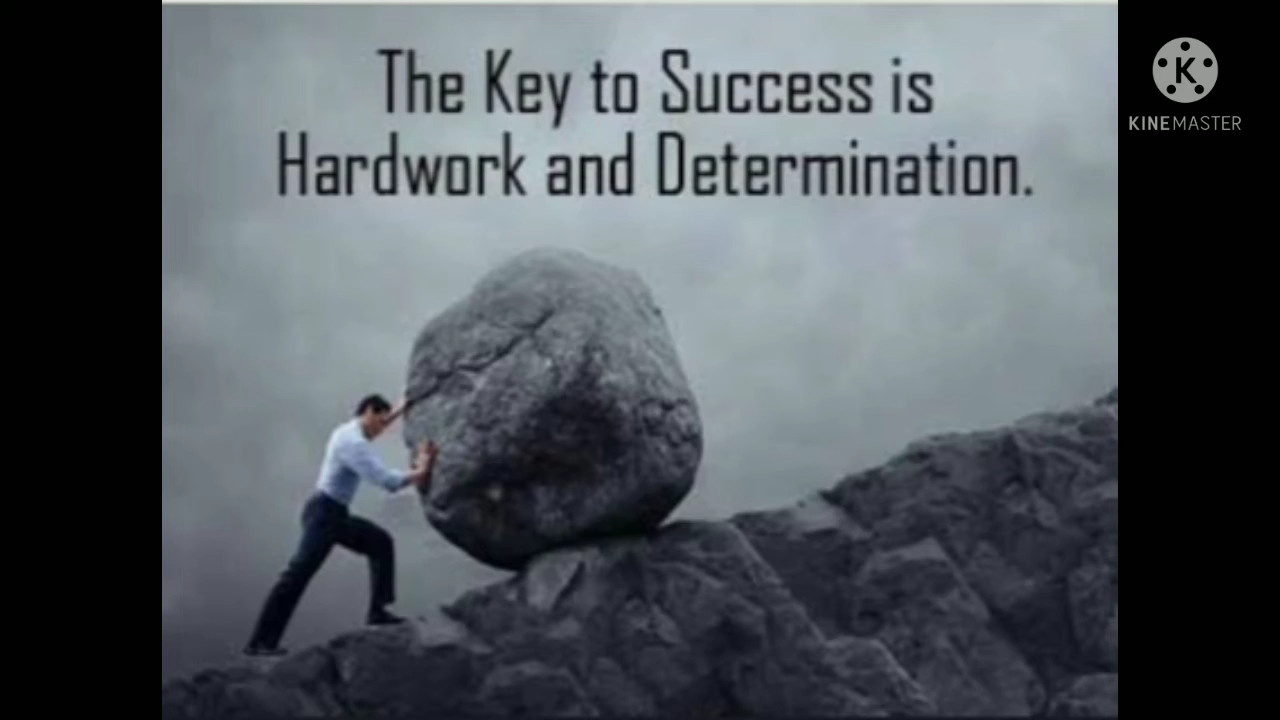 The Key to Success is
Hardwork and Determination.
K
KINEMASTER